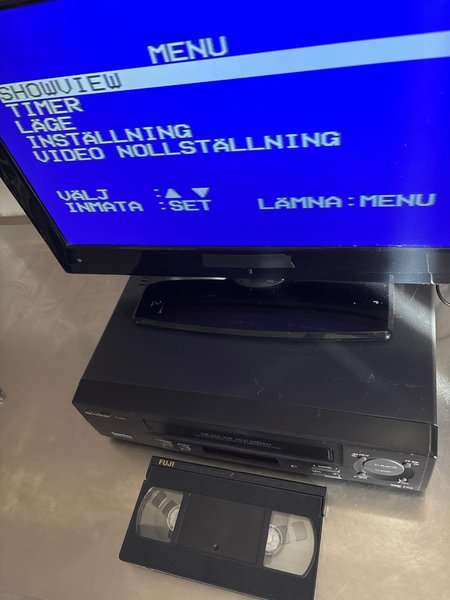 MENU
SHOWVIEW
TIMER
LÄGE
INSTÄLLNING
VIDEO NOLLSTÄLLNING
VÄLJ :▲ ▼
INMATA :SET LÄMNA:MENU
FUJI